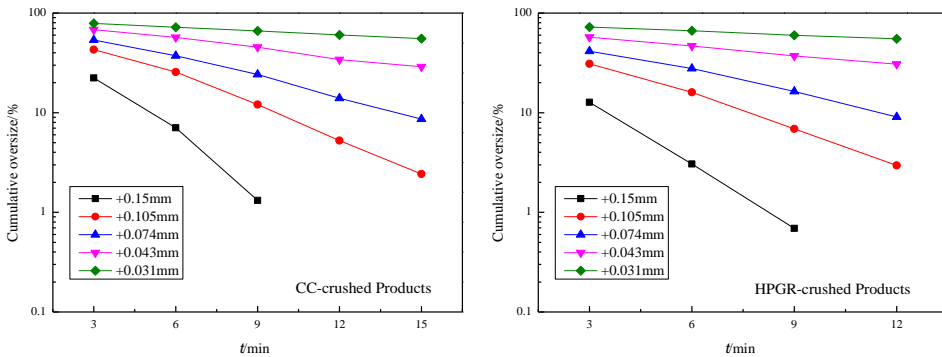 Cumulative oversize/%
100
10
1
0.1
+0.15mm
+0.105mm
+0.074mm
+0.043mm
+0.031mm
CC-crushed Products
3 6 9 12 15
t/min
Cumulative oversize/%
100
10
1
0.1
+0.15mm
+0.105mm
+0.074mm
+0.043mm
+0.031mm
HPGR-crushed Products
3 6 9 12
t/min